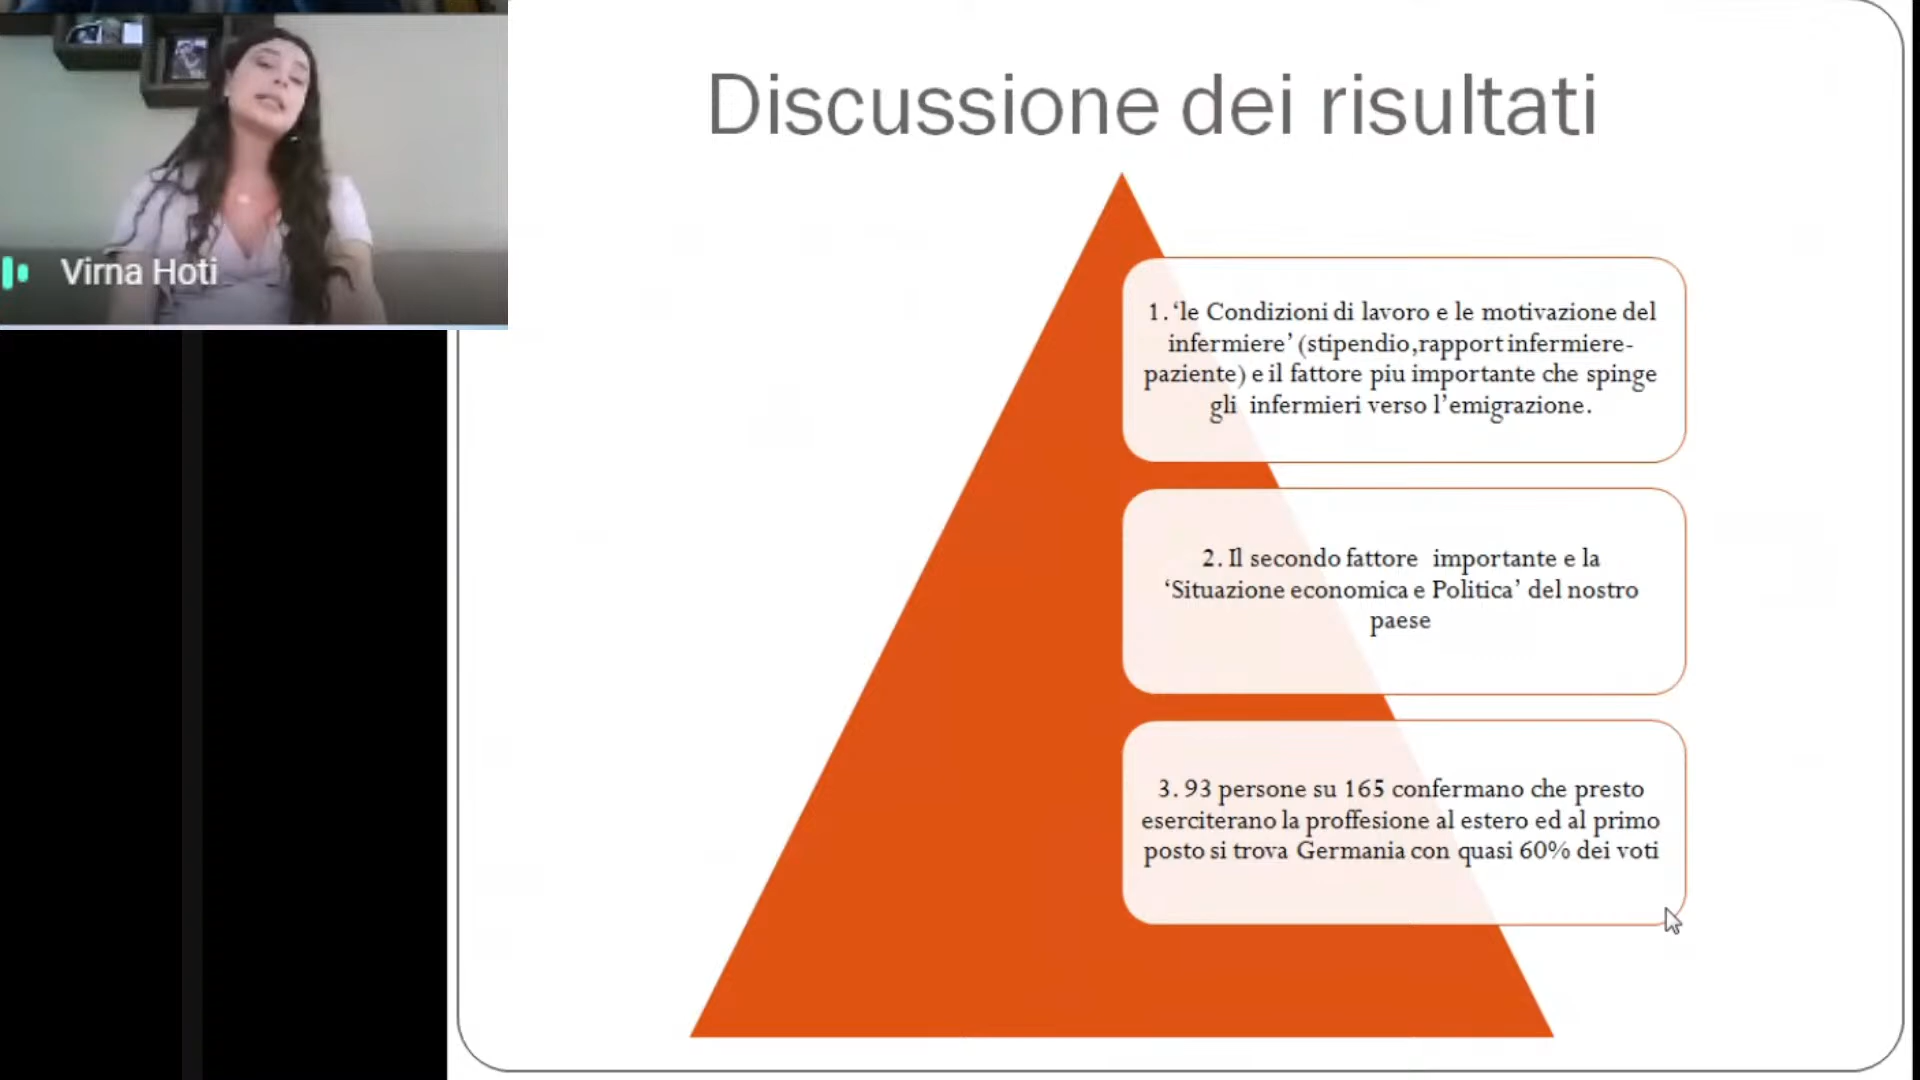 Virna Hoti
Discussione dei risultati
1. ‘le Condizioni di lavoro e le motivazione del
infermiere’ (stipendio,rapport infermiere-
paziente) e il fattore piu importante che spinge
gli infermieri verso l’emigrazione.
2. Il secondo fattore importante e la
‘Situazione economica e Politica’ del nostro
paese
3. 93 persone su 165 confermano che presto
eserciterano la proffesione al estero ed al primo
posto si trova Germania con quasi 60% dei voti